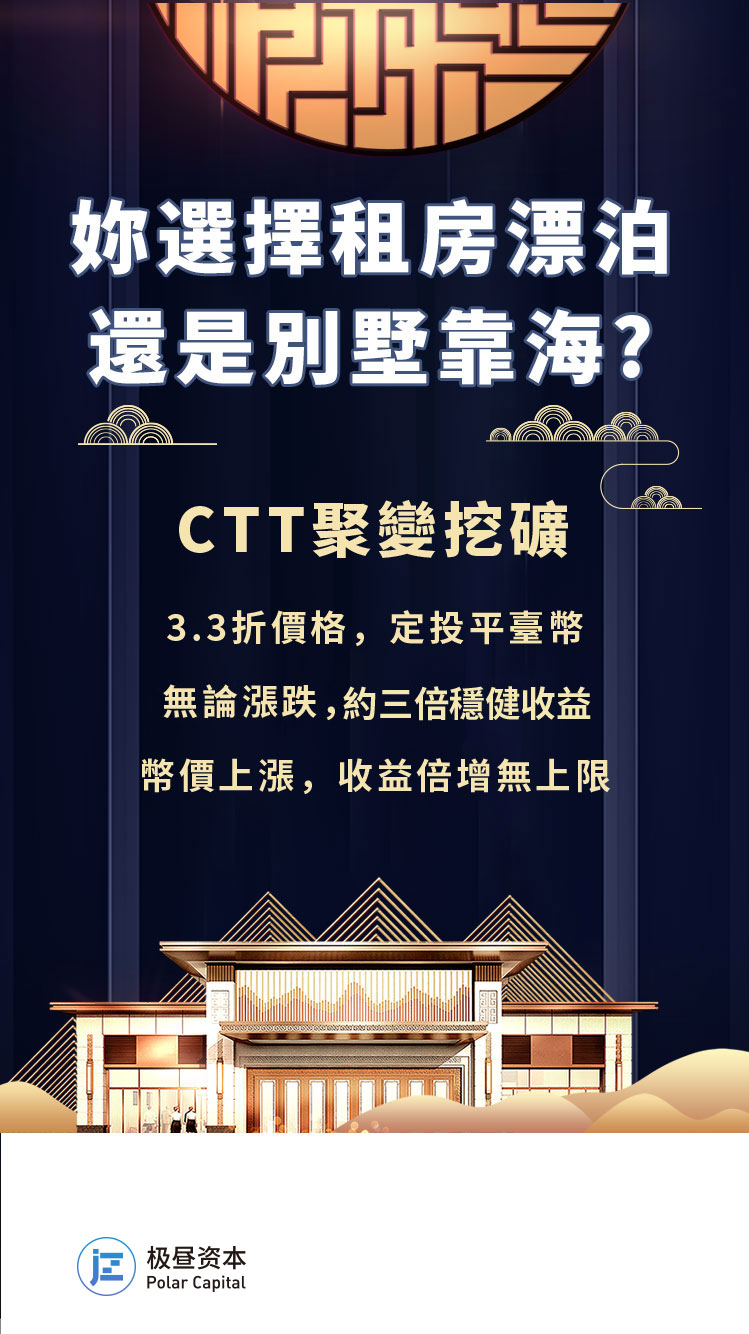 妳選擇租房漂泊
還是別墅靠海？
CTT聚變挖礦
3.3折價格，定投平臺幣
無論漲跌，約三倍穩健收益
幣價上漲，收益倍增無上限
极昼资本
Polar Capital